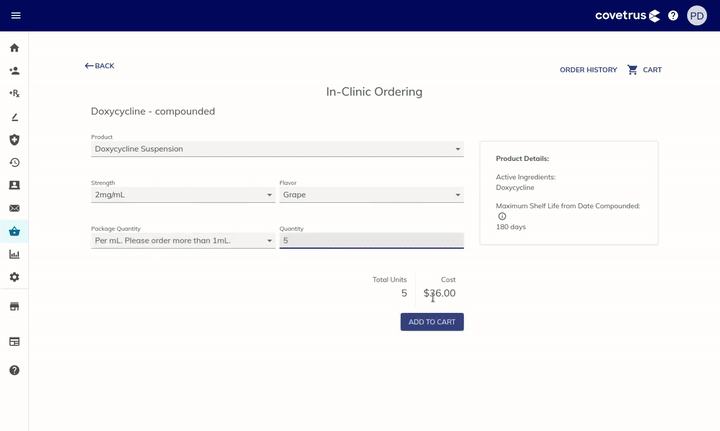 covetrus
PD
BACK
ORDER HISTORY
CART
In-Clinic Ordering
Doxycycline - compounded
Product
Doxycycline Suspension
Strength
2mg/mL
Flavor
Grape
Package Quantity
Per mL. Please order more than 1mL.
Quantity
5
Total Units
5
Cost
$36.00
ADD TO CART
Product Details:
Active Ingredients:
Doxycycline
Maximum Shelf Life from Date Compounded:
180 days